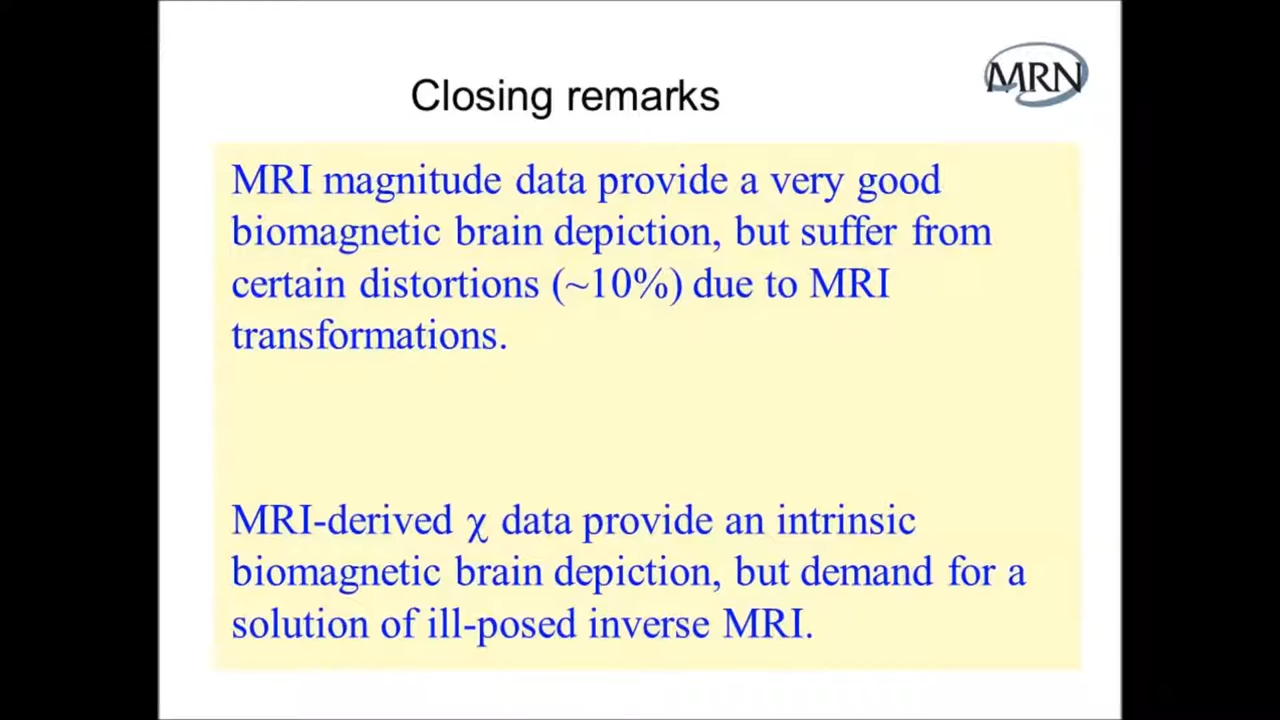 MRN
Closing remarks
MRI magnitude data provide a very good
biomagnetic brain depiction, but suffer from
certain distortions (~10%) due to MRI
transformations.
MRI-derived χ data provide an intrinsic
biomagnetic brain depiction, but demand for a
solution of ill-posed inverse MRI.